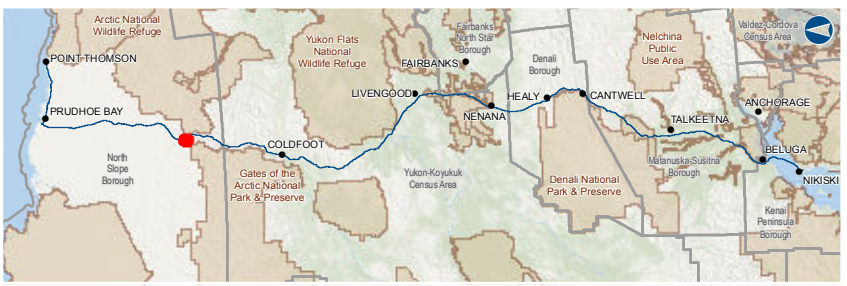 Arctic National
Wildlife Refuge
POINT THOMSON
PRUDHOE BAY
North
Slope
Borough
COLDFOOT
Gates of the
Arctic National
Park & Preserve
Yukon Flats
National
Wildlife Refuge
LIVENGOOD
FAIRBANKS
Fairbanks
North Star
Borough
Yukon-Koyukuk
Census Area
NENANA
HEALY
Denali
Borough
CANTWELL
Denali National
Park & Preserve
Nelchina
Public
Use Area
TALKEETNA
Matanuska-Susitna
Borough
Valdez-Cordova
Census Area
ANCHORAGE
BELUGA
NIKISKI
Kenai
Peninsula
Borough